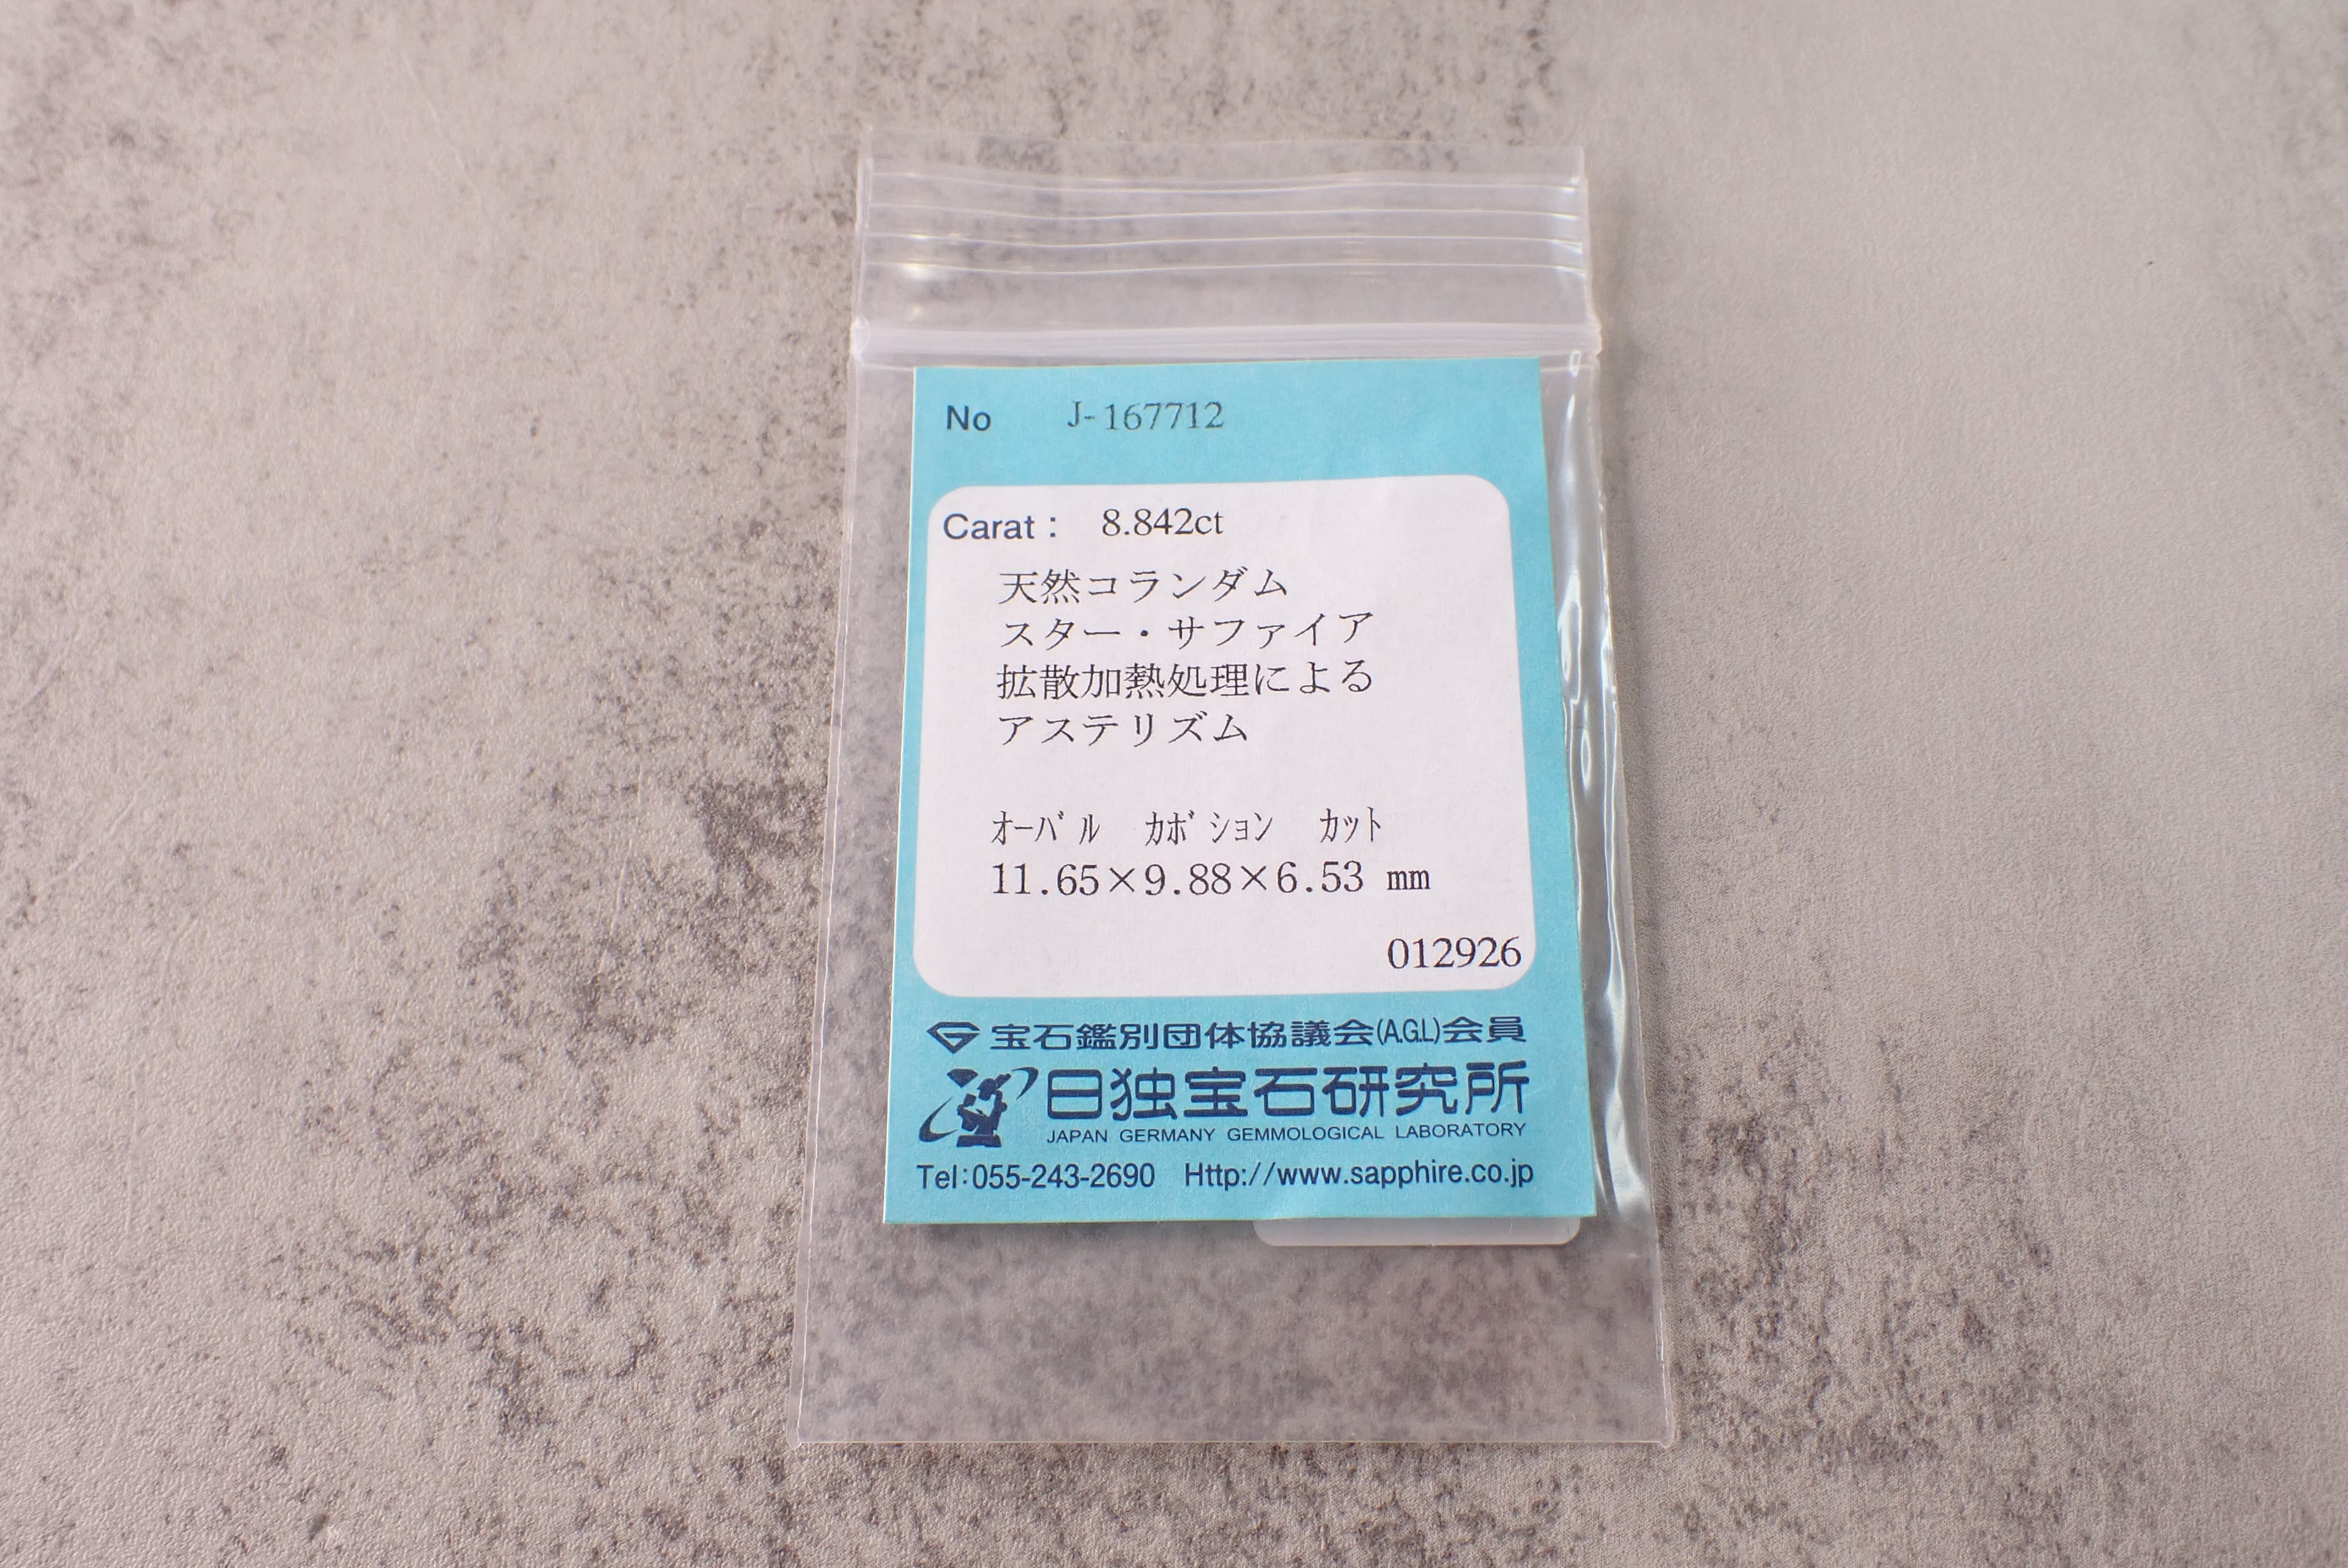 No J-167712
Carat： 8.842ct
天然コランダム
スター・サファイア
拡散加熱処理による
アステリズム
ｵｰﾊﾞﾙ ｶﾎﾞｼｮﾝ ｶｯﾄ
11.65×9.88×6.53 mm
012926
宝石鑑別団体協議会(A.G.L)会員
日独宝石研究所
JAPAN GERMANY GEMMOLOGICAL LABORATORY
Tel:055-243-2690 Http://www.sapphire.co.jp